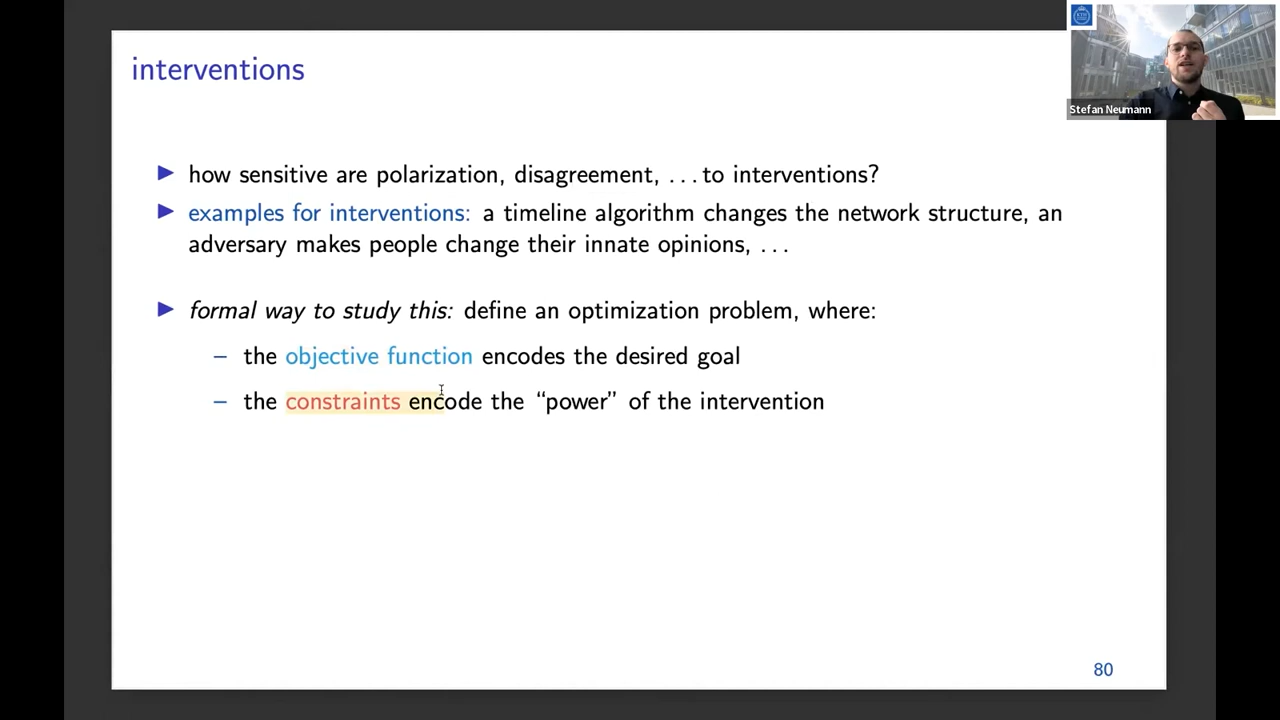 interventions
Stefan Neumann
▶ how sensitive are polarization, disagreement, ... to interventions?
▶ examples for interventions: a timeline algorithm changes the network structure, an
adversary makes people change their innate opinions, ...
▶ formal way to study this: define an optimization problem, where:
– the objective function encodes the desired goal
– the constraints encode the “power” of the intervention
80